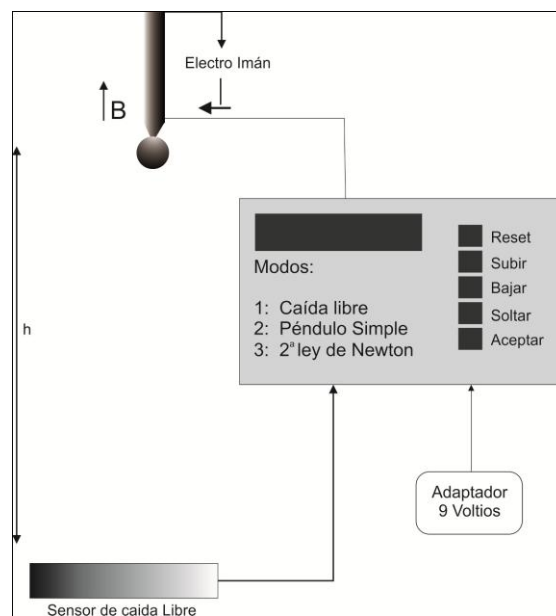 Electro Imán
B
h
Modos:
1: Caída libre
2: Péndulo Simple
3: 2ª ley de Newton
Reset
Subir
Bajar
Soltar
Aceptar
Adaptador
9 Voltios
Sensor de caida Libre